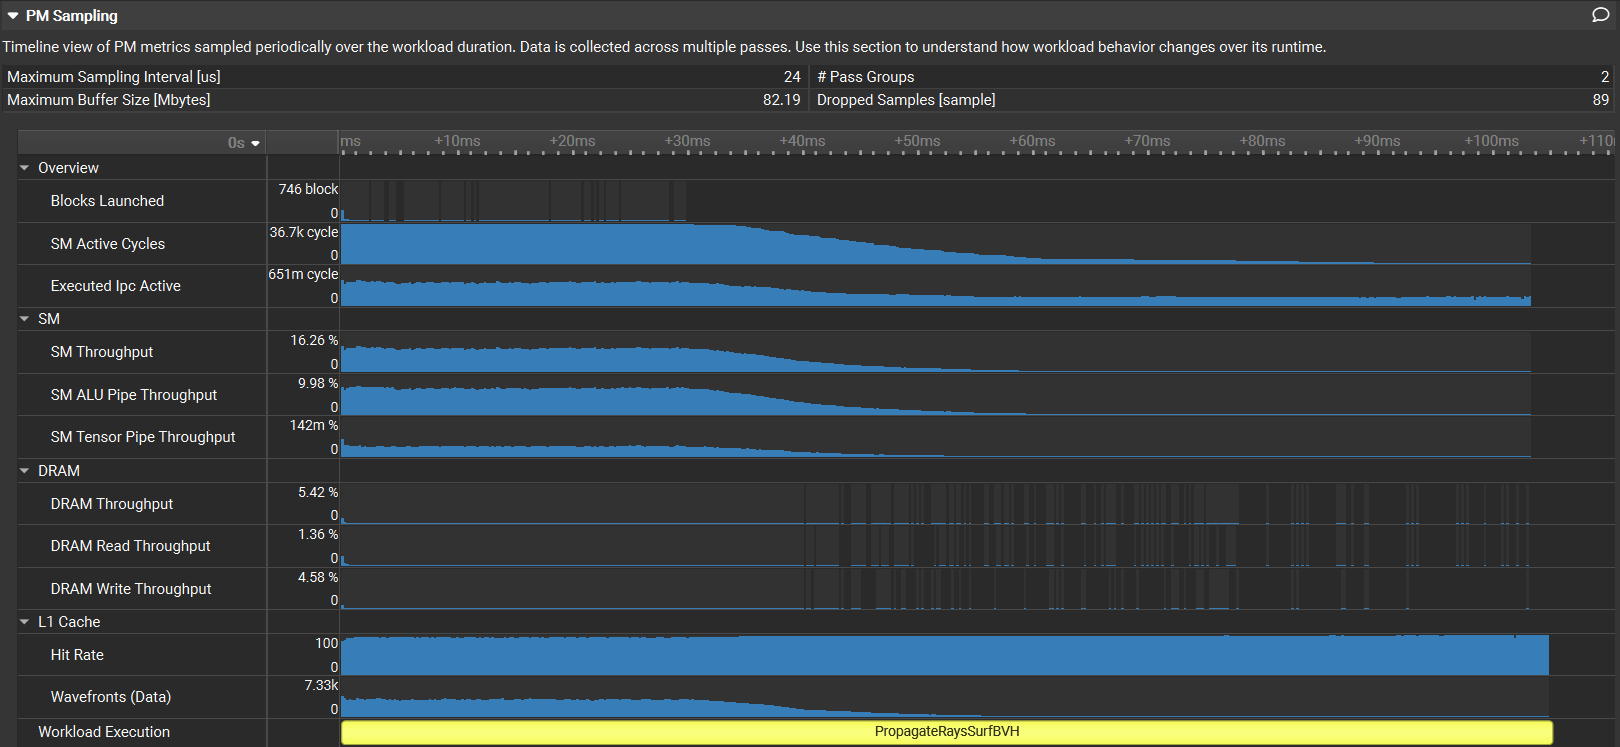 PM Sampling
Timeline view of PM metrics sampled periodically over the workload duration. Data is collected across multiple passes. Use this section to understand how workload behavior changes over its runtime.
Maximum Sampling Interval [us] 24 # Pass Groups 2
Maximum Buffer Size [Mbytes] 82.19 Dropped Samples [sample] 89
0s ms +10ms +20ms +30ms +40ms +50ms +60ms +70ms +80ms +90ms +100ms +110
Overview
Blocks Launched 746 block 0
SM Active Cycles 36.7k cycle 0
Executed Ipc Active 651m cycle 0
SM
SM Throughput 16.26 % 0
SM ALU Pipe Throughput 9.98 % 0
SM Tensor Pipe Throughput 142m % 0
DRAM
DRAM Throughput 5.42 % 0
DRAM Read Throughput 1.36 % 0
DRAM Write Throughput 4.58 % 0
L1 Cache
Hit Rate 100 0
Wavefronts (Data) 7.33k 0
Workload Execution PropagateRaysSurfBVH